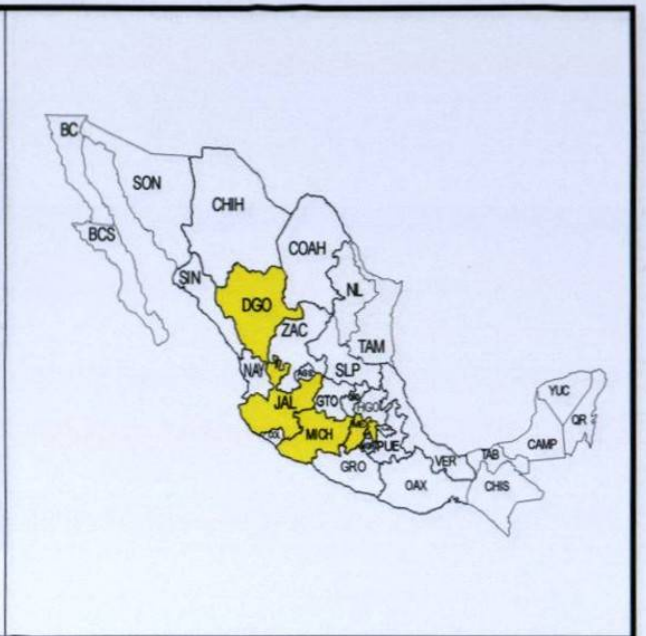 BC
SON
CHIH
BCS
COAH
SIN
NL
DGO
ZAC
TAM
NAY
AGS
SLP
JAL
GTO
HGO
MICH
PUE
GRO
VER
OAX
TAB
CHIS
CAMP
YUC
QR